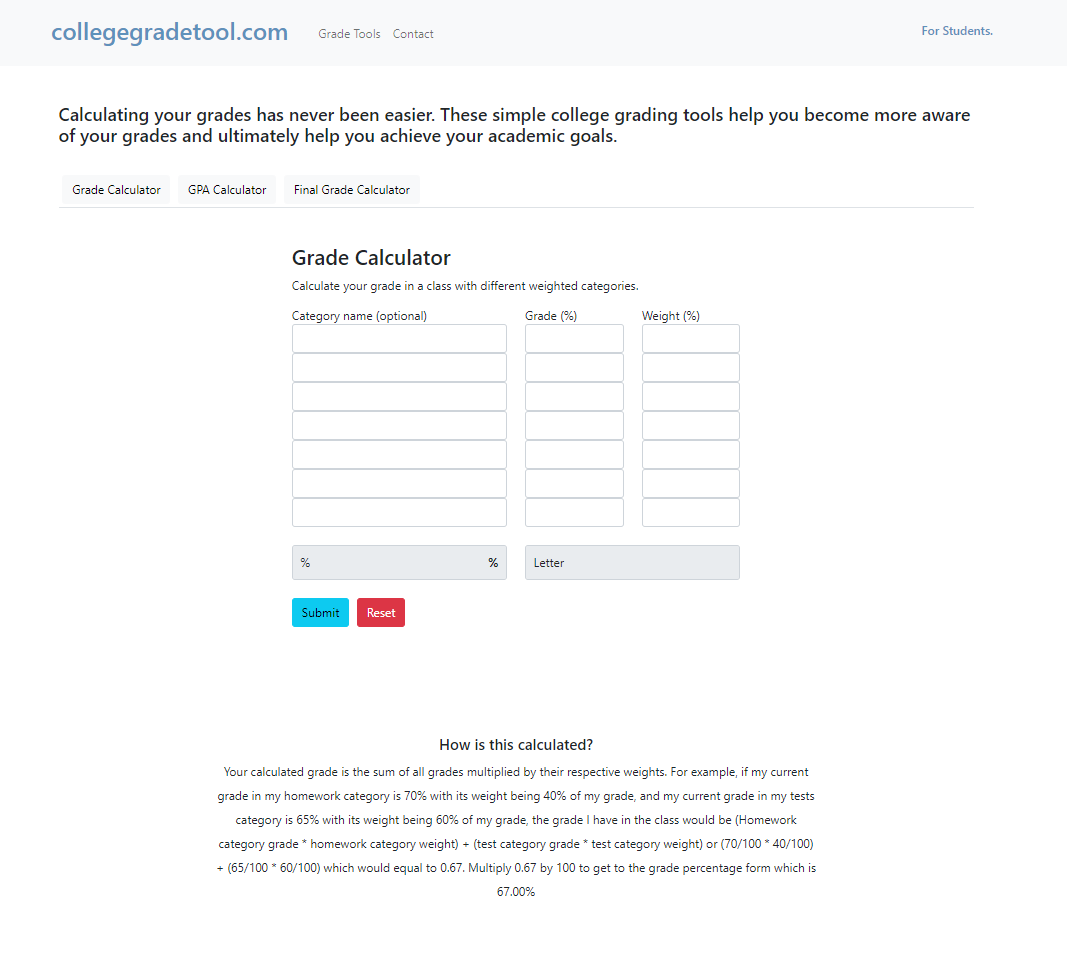 collegegradetool.com Grade Tools Contact For Students.
Calculating your grades has never been easier. These simple college grading tools help you become more aware
of your grades and ultimately help you achieve your academic goals.
Grade Calculator GPA Calculator Final Grade Calculator
Grade Calculator
Calculate your grade in a class with different weighted categories.
Category name (optional) Grade (%) Weight (%)
% % Letter
Submit Reset
How is this calculated?
Your calculated grade is the sum of all grades multiplied by their respective weights. For example, if my current
grade in my homework category is 70% with its weight being 40% of my grade, and my current grade in my tests
category is 65% with its weight being 60% of my grade, the grade I have in the class would be (Homework
category grade * homework category weight) + (test category grade * test category weight) or (70/100 * 40/100)
+ (65/100 * 60/100) which would equal to 0.67. Multiply 0.67 by 100 to get to the grade percentage form which is
67.00%